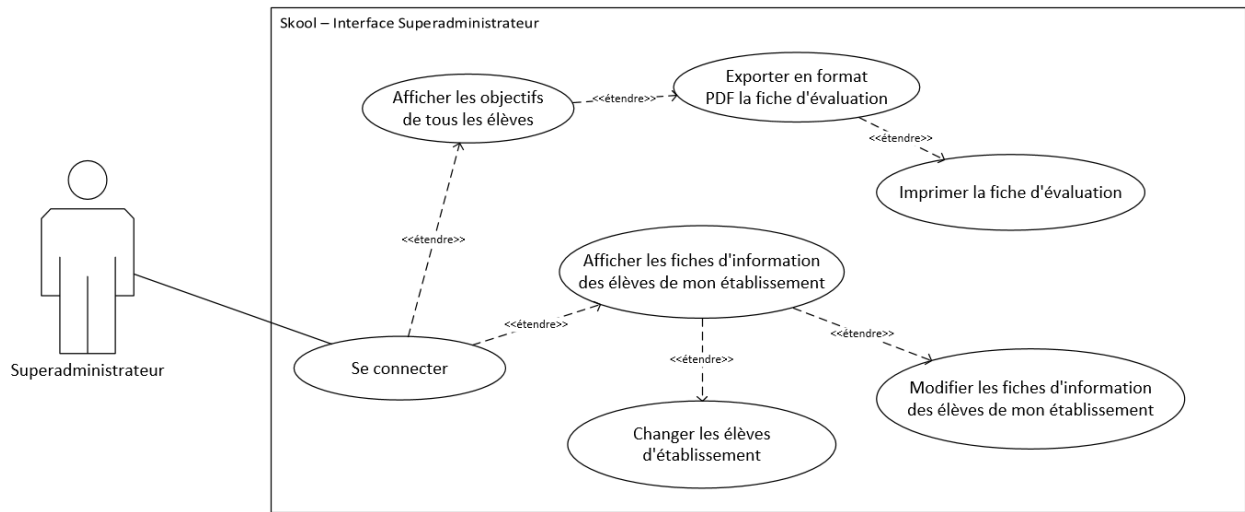 Skool – Interface Superadministrateur
Afficher les objectifs
de tous les élèves
<<étendre>>
Exporter en format
PDF la fiche d'évaluation
<<étendre>>
Imprimer la fiche d'évaluation
<<étendre>>
Afficher les fiches d'information
des élèves de mon établissement
<<étendre>>
<<étendre>>
<<étendre>>
Superadministrateur
Se connecter
Modifier les fiches d'information
des élèves de mon établissement
Changer les élèves
d'établissement